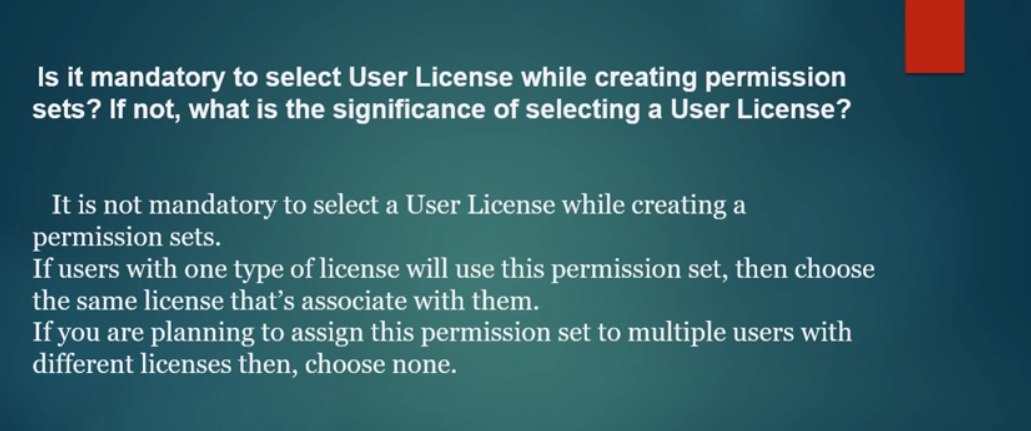 Is it mandatory to select User License while creating permission
sets? If not, what is the significance of selecting a User License?
It is not mandatory to select a User License while creating a
permission sets.
If users with one type of license will use this permission set, then choose
the same license that’s associate with them.
If you are planning to assign this permission set to multiple users with
different licenses then, choose none.